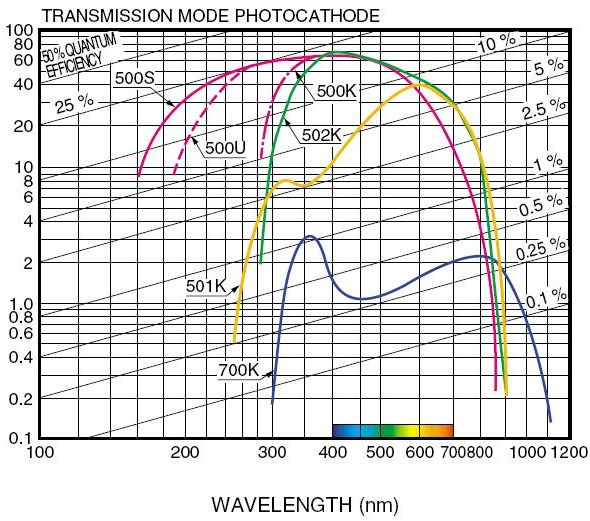 TRANSMISSION MODE PHOTOCATHODE
100
80
60
40
20
10
8
6
4
2
1.0
0.8
0.6
0.4
0.2
0.1
50% QUANTUM
EFFICIENCY
25 %
10 %
5 %
2.5 %
1 %
0.5 %
0.25 %
0.1 %
500S
500U
500K
502K
501K
700K
400 500 600 700 800
100 200 300 1000 1200
WAVELENGTH (nm)